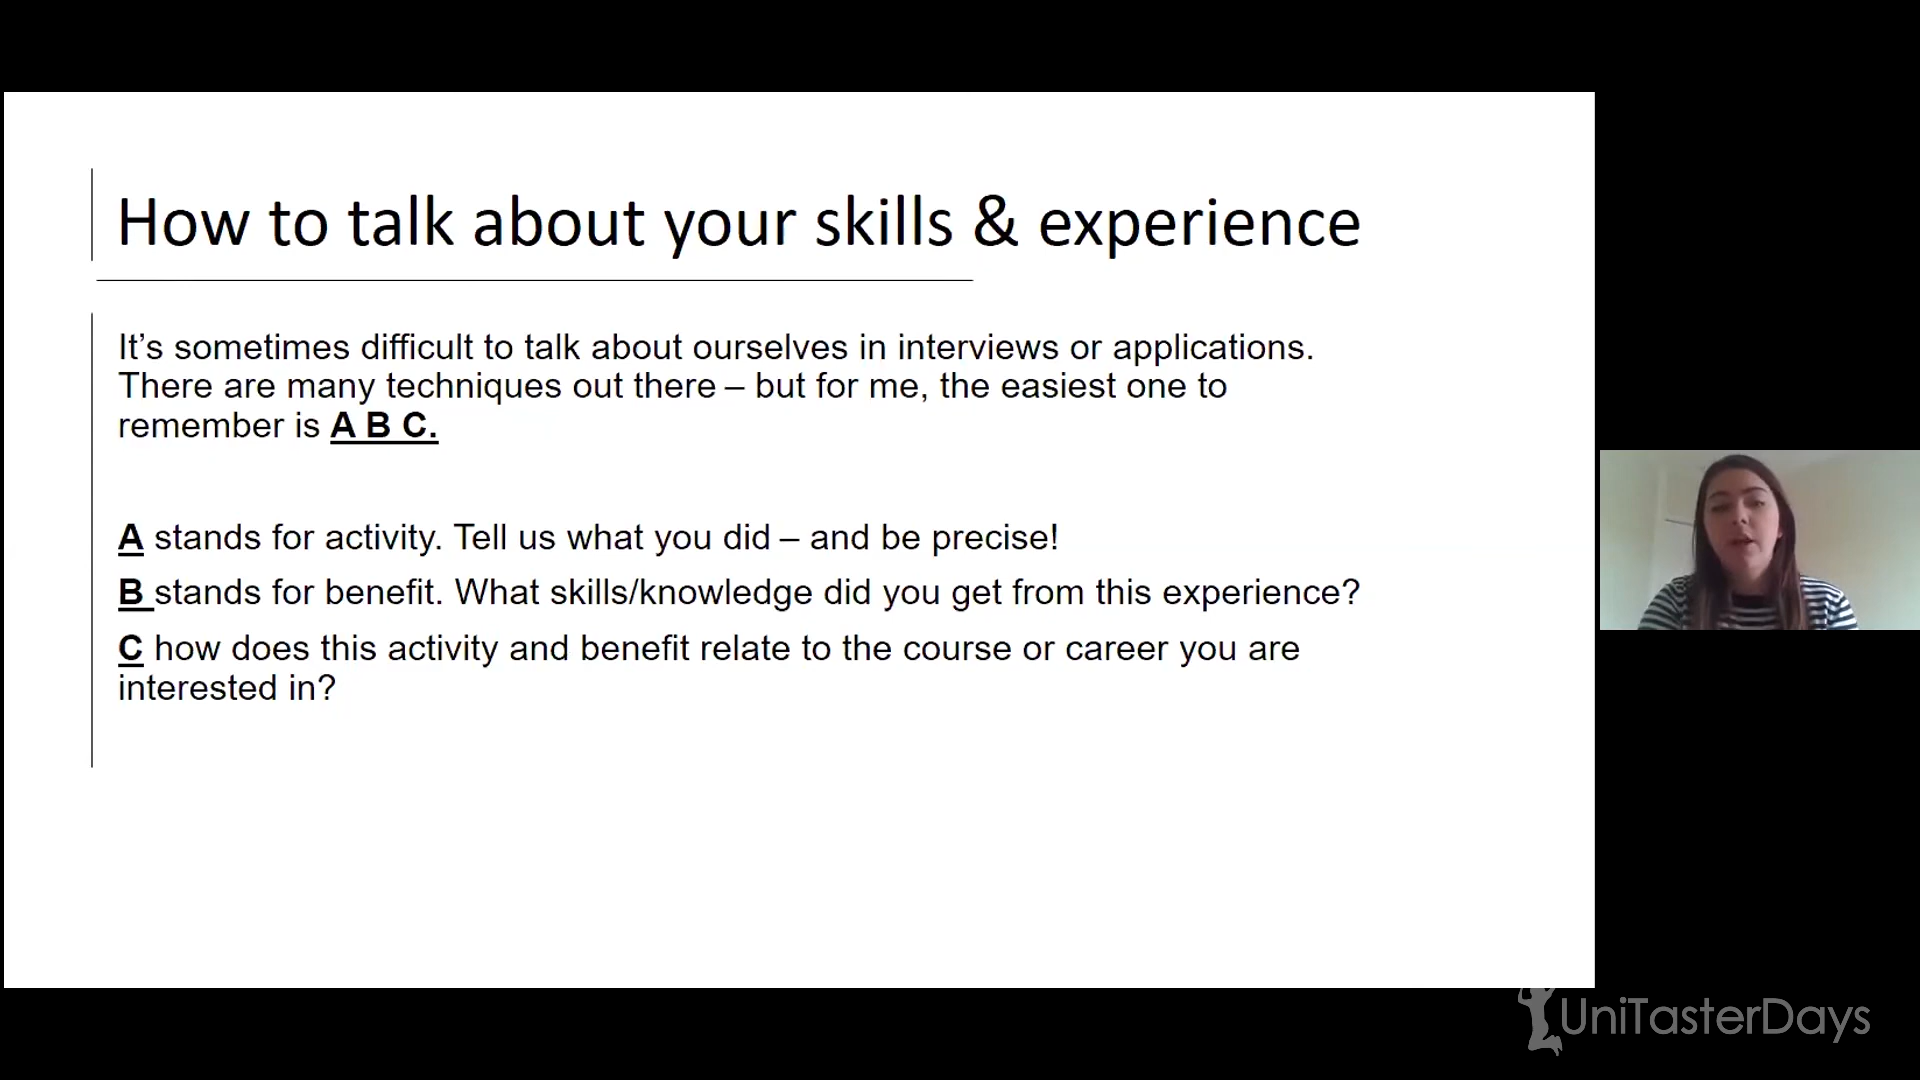 How to talk about your skills & experience
It’s sometimes difficult to talk about ourselves in interviews or applications.
There are many techniques out there – but for me, the easiest one to
remember is A B C.
A stands for activity. Tell us what you did – and be precise!
B stands for benefit. What skills/knowledge did you get from this experience?
C how does this activity and benefit relate to the course or career you are
interested in?
UniTasterDays